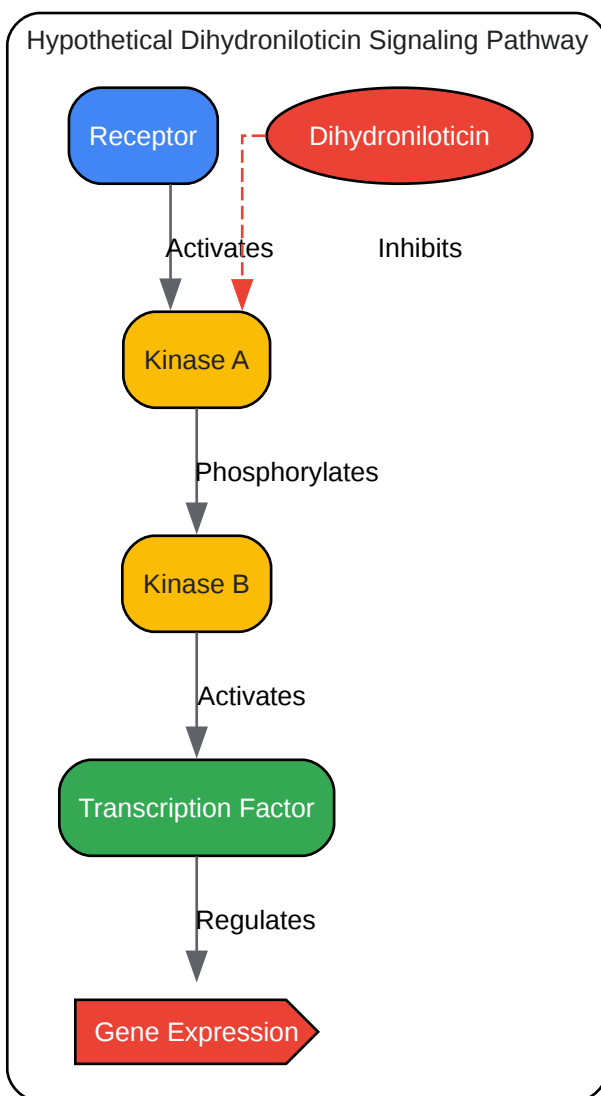 Hypothetical Dihydroniloticin Signaling Pathway
Receptor
Dihydroniloticin
Activates
Inhibits
Kinase A
Phosphorylates
Kinase B
Activates
Transcription Factor
Regulates
Gene Expression